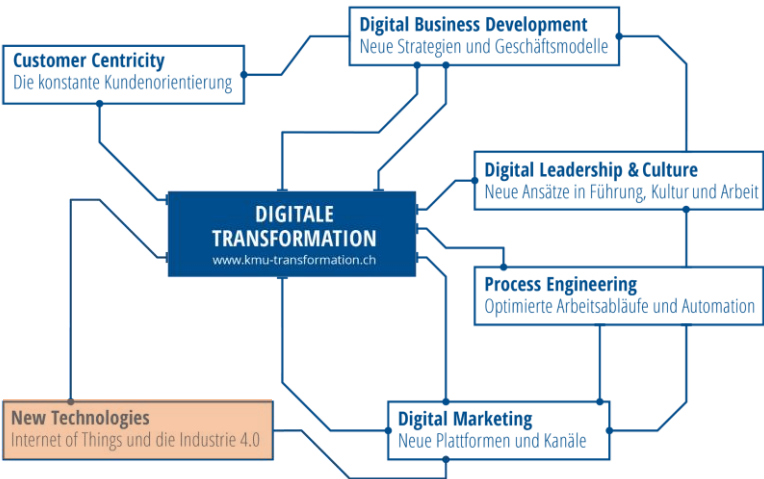 Digital Business Development
Neue Strategien und Geschäftsmodelle
Customer Centricity
Die konstante Kundenorientierung
Digital Leadership & Culture
Neue Ansätze in Führung, Kultur und Arbeit
DIGITALE
TRANSFORMATION
www.kmu-transformation.ch
Process Engineering
Optimierte Arbeitsabläufe und Automation
New Technologies
Internet of Things und die Industrie 4.0
Digital Marketing
Neue Plattformen und Kanäle